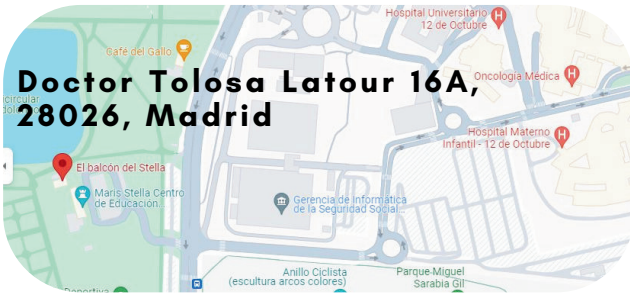 Hospital Universitario
12 de Octubre
Café del Gallo
Doctor Tolosa Latour 16A,
28026, Madrid
Oncología Médica
circular
Hospital Materno
Infantil - 12 de Octubre
El balcón del Stella
Maris Stella Centro
de Educación...
Gerencia de Informática
de la Seguridad Social...
Anillo Ciclista
(escultura arcos colores)
Parque Miguel
Sarabia Gil
Deportiva